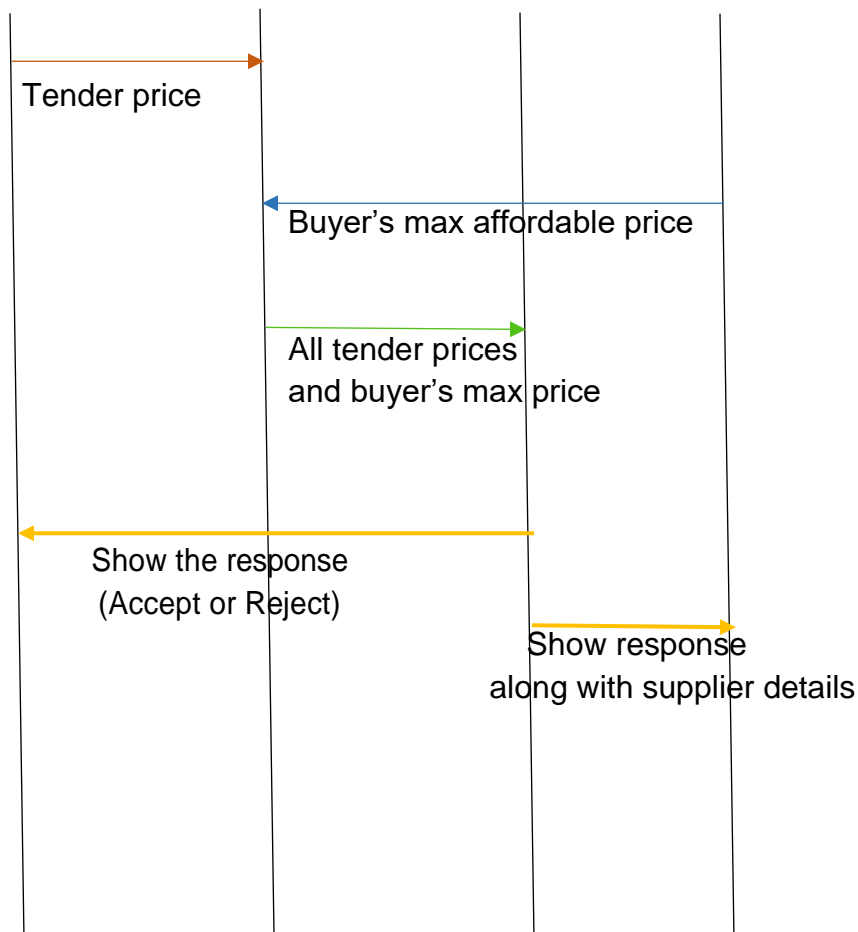 Tender price
Buyer’s max affordable price
All tender prices
and buyer’s max price
Show the response
(Accept or Reject)
Show response
along with supplier details